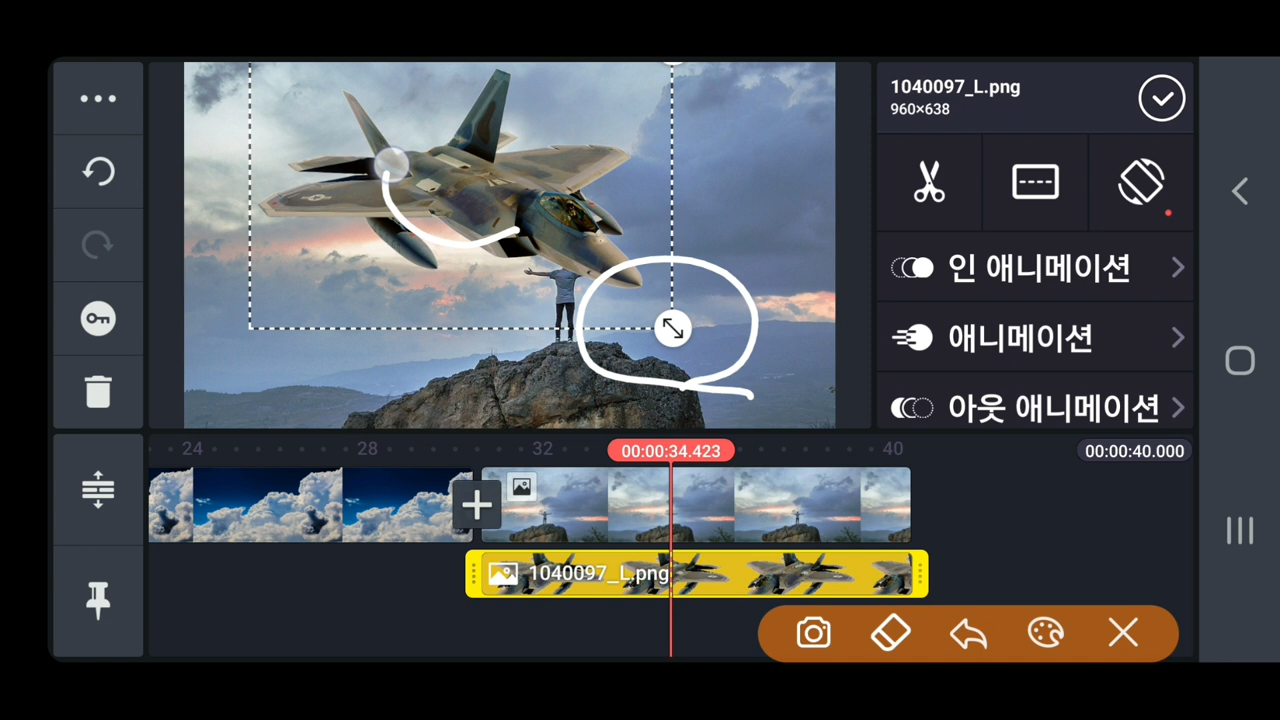 1040097_L.png
960×638
인 애니메이션
애니메이션
아웃 애니메이션
24 28 32 00:00:34.423 40 00:00:40.000
1040097_L.png